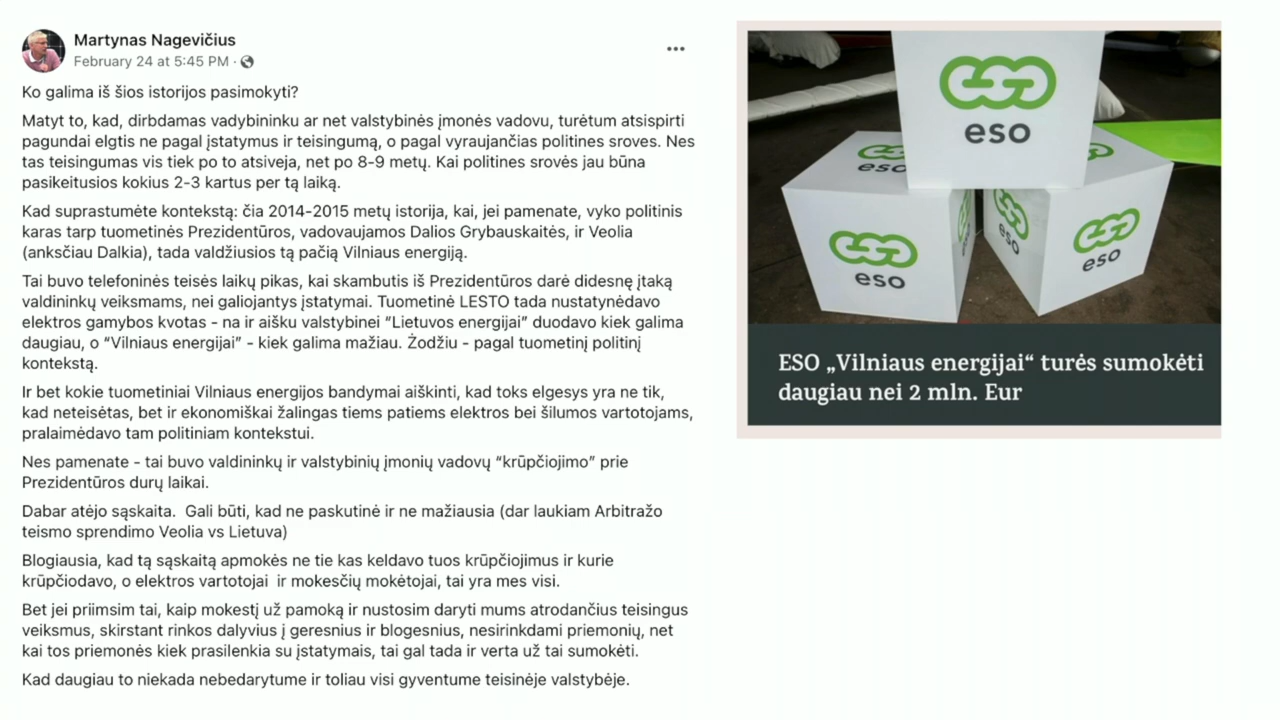 Martynas Nagevičius
February 24 at 5:45 PM ·
Ko galima iš šios istorijos pasimokyti?
Matyt to, kad, dirbdamas vadybininku ar net valstybinės įmonės vadovu, turėtum atsispirti
pagundai elgtis ne pagal įstatymus ir teisingumą, o pagal vyraujančias politines sroves. Nes
tas teisingumas vis tiek po to atsiveja, net po 8-9 metų. Kai politines srovės jau būna
pasikeitusios kokius 2-3 kartus per tą laiką.
Kad suprastumėte kontekstą: čia 2014-2015 metų istorija, kai, jei pamenate, vyko politinis
karas tarp tuometinės Prezidentūros, vadovaujamos Dalios Grybauskaitės, ir Veolia
(anksčiau Dalkia), tada valdžiusios tą pačią Vilniaus energiją.
Tai buvo telefoninės teisės laikų pikas, kai skambutis iš Prezidentūros darė didesnę įtaką
valdininkų veiksmams, nei galiojantys įstatymai. Tuometinė LESTO tada nustatynėdavo
elektros gamybos kvotas - na ir aišku valstybinei “Lietuvos energijai” duodavo kiek galima
daugiau, o “Vilniaus energijai” - kiek galima mažiau. Žodžiu - pagal tuometinį politinį
kontekstą.
Ir bet kokie tuometiniai Vilniaus energijos bandymai aiškinti, kad toks elgesys yra ne tik,
kad neteisėtas, bet ir ekonomiškai žalingas tiems patiems elektros bei šilumos vartotojams,
pralaimėdavo tam politiniam kontekstui.
Nes pamenate - tai buvo valdininkų ir valstybinių įmonių vadovų “krūpčiojimo” prie
Prezidentūros durų laikai.
Dabar atėjo sąskaita.  Gali būti, kad ne paskutinė ir ne mažiausia (dar laukiam Arbitražo
teismo sprendimo Veolia vs Lietuva)
Blogiausia, kad tą sąskaitą apmokės ne tie kas keldavo tuos krūpčiojimus ir kurie
krūpčiodavo, o elektros vartotojai  ir mokesčių mokėtojai, tai yra mes visi.
Bet jei priimsim tai, kaip mokestį už pamoką ir nustosim daryti mums atrodančius teisingus
veiksmus, skirstant rinkos dalyvius į geresnius ir blogesnius, nesirinkdami priemonių, net
kai tos priemonės kiek prasilenkia su įstatymais, tai gal tada ir verta už tai sumokėti.
Kad daugiau to niekada nebedarytume ir toliau visi gyventume teisinėje valstybėje.
eso
eso
eso
eso
eso
ESO „Vilniaus energijai“ turės sumokėti
daugiau nei 2 mln. Eur